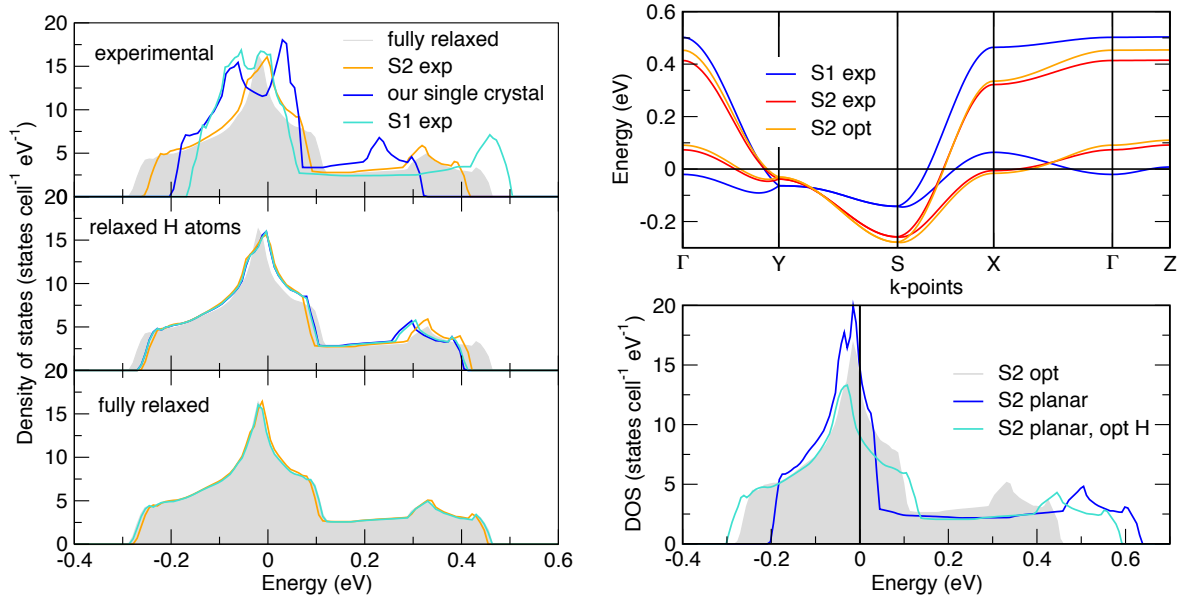 experimental
fully relaxed
S2 exp
our single crystal
S1 exp
20
15
10
5
20
relaxed H atoms
15
10
5
20
fully relaxed
15
10
5
0
-0.4 -0.2 0 0.2 0.4 0.6
Energy (eV)
Density of states (states cell-1 eV-1)
0.6
0.4
0.2
0
-0.2
Energy (eV)
S1 exp
S2 exp
S2 opt
Γ Y S X Γ Z
k-points
20
15
10
5
0
DOS (states cell-1 eV-1)
S2 opt
S2 planar
S2 planar, opt H
-0.4 -0.2 0 0.2 0.4 0.6
Energy (eV)